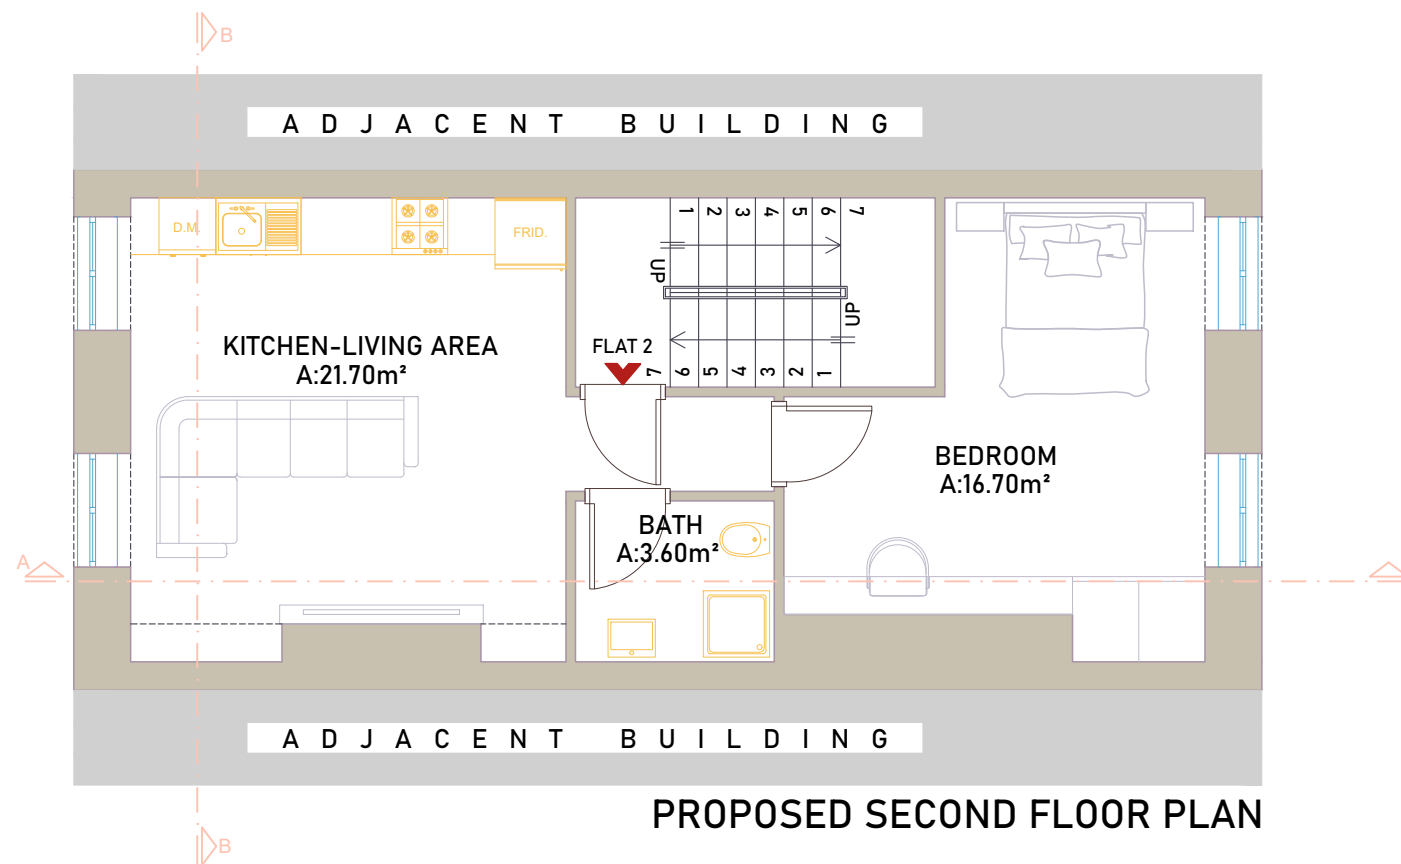 B
ADJACENT BUILDING
D.M.
FRID.
1 2 3 4 5 6 7
UP
UP
KITCHEN-LIVING AREA
A:21.70m²
FLAT 2
7 6 5 4 3 2 1
BEDROOM
A:16.70m²
BATH
A:3.60m²
A
ADJACENT BUILDING
PROPOSED SECOND FLOOR PLAN
B